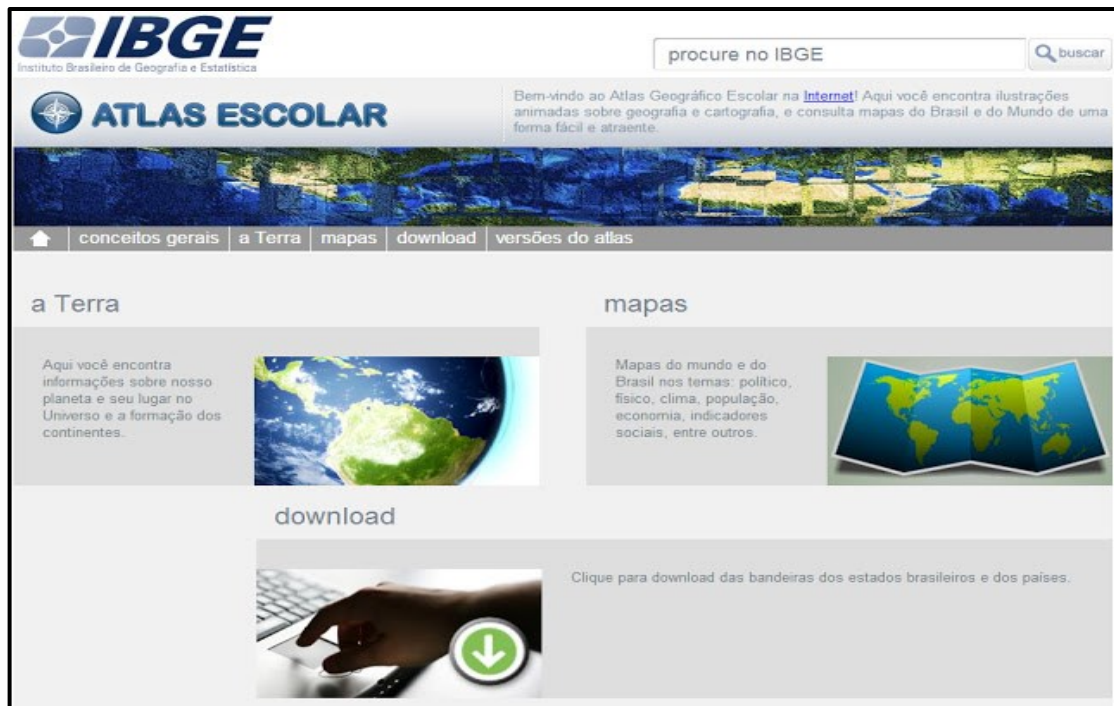 IBGE
Instituto Brasileiro de Geografia e Estatística
procure no IBGE
buscar
ATLAS ESCOLAR
Bem-vindo ao Atlas Geográfico Escolar na Internet! Aqui você encontra ilustrações
animadas sobre geografia e cartografia, e consulta mapas do Brasil e do Mundo de uma
forma fácil e atraente.
conceitos gerais a Terra mapas download versões do atlas
a Terra
Aqui você encontra
informações sobre nosso
planeta e seu lugar no
Universo e a formação dos
continentes.
mapas
Mapas do mundo e do
Brasil nos temas: político,
físico, clima, população,
economia, indicadores
sociais, entre outros.
download
Clique para download das bandeiras dos estados brasileiros e dos países.